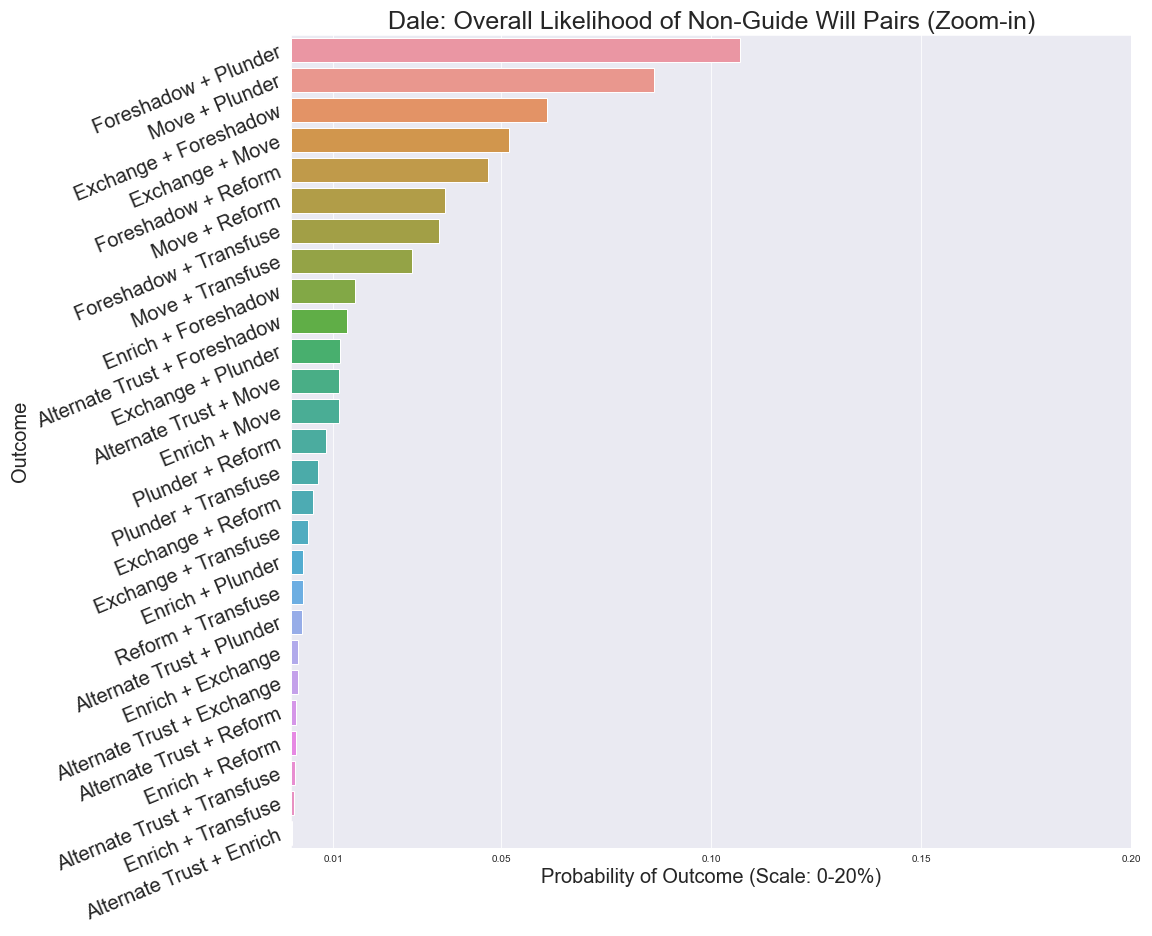 Dale: Overall Likelihood of Non-Guide Will Pairs (Zoom-in)
Foreshadow + Plunder
Move + Plunder
Exchange + Foreshadow
Exchange + Move
Foreshadow + Reform
Move + Reform
Foreshadow + Transfuse
Move + Transfuse
Enrich + Foreshadow
Alternate Trust + Foreshadow
Exchange + Plunder
Alternate Trust + Move
Enrich + Move
Plunder + Reform
Plunder + Transfuse
Exchange + Reform
Exchange + Transfuse
Enrich + Plunder
Reform + Transfuse
Alternate Trust + Plunder
Enrich + Exchange
Alternate Trust + Exchange
Alternate Trust + Reform
Enrich + Reform
Alternate Trust + Transfuse
Enrich + Transfuse
Alternate Trust + Enrich
Outcome
0.01 0.05 0.10 0.15 0.20
Probability of Outcome (Scale: 0-20%)